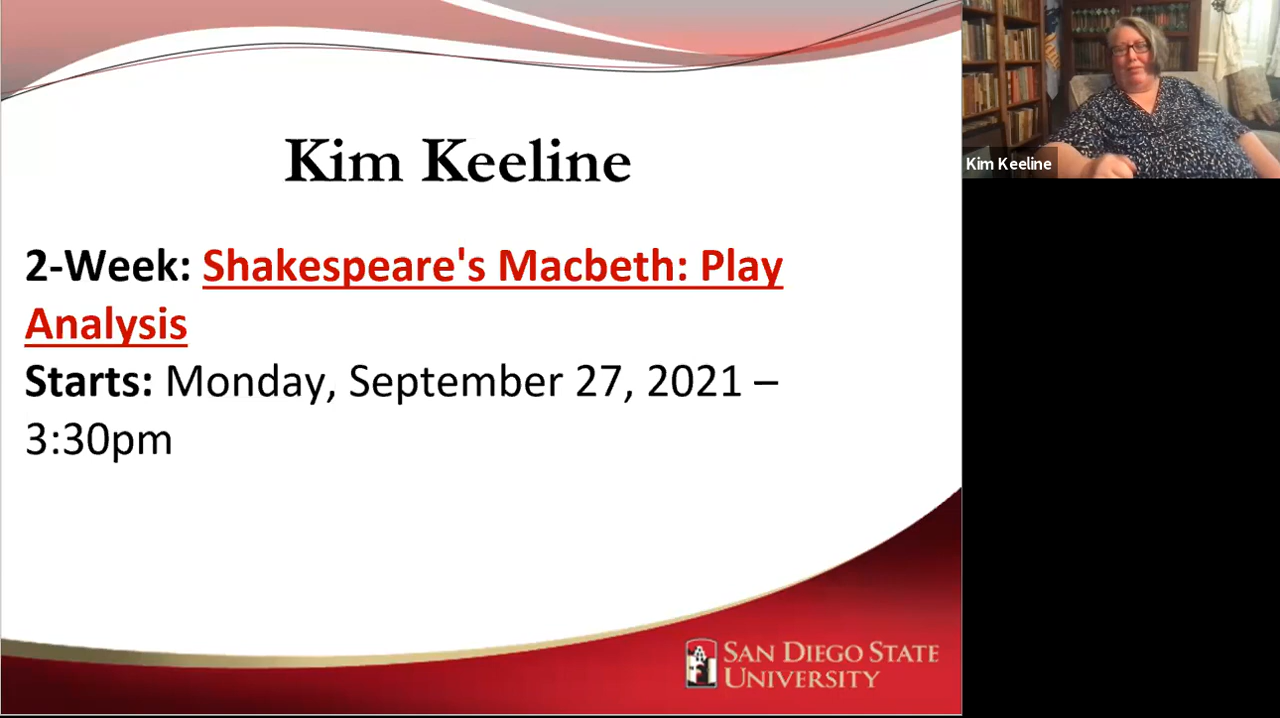 Kim Keeline
2-Week: Shakespeare's Macbeth: Play
Analysis
Starts: Monday, September 27, 2021 –
3:30pm
SAN DIEGO STATE
UNIVERSITY
Kim Keeline